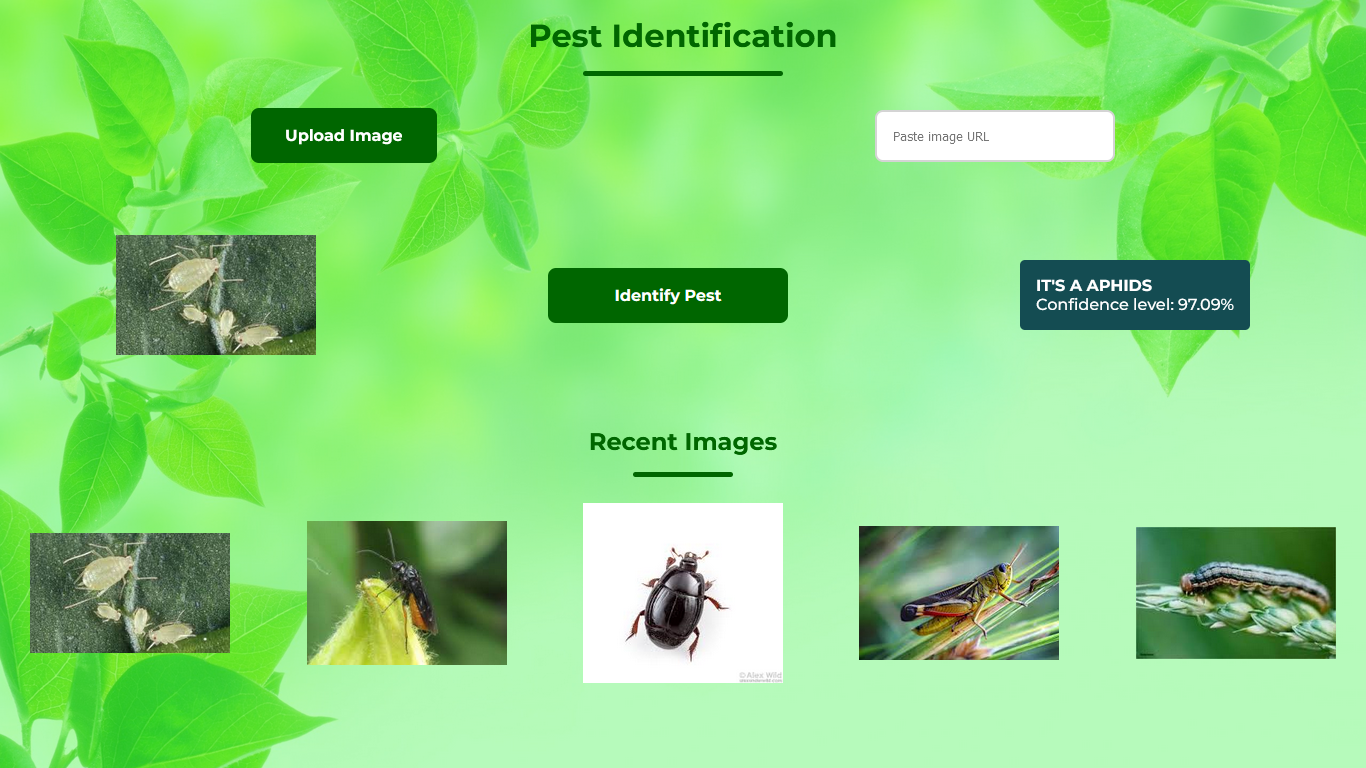 Pest Identification
Upload Image
Paste image URL
Identify Pest
IT'S A APHIDS
Confidence level: 97.09%
Recent Images
© Alex Wild